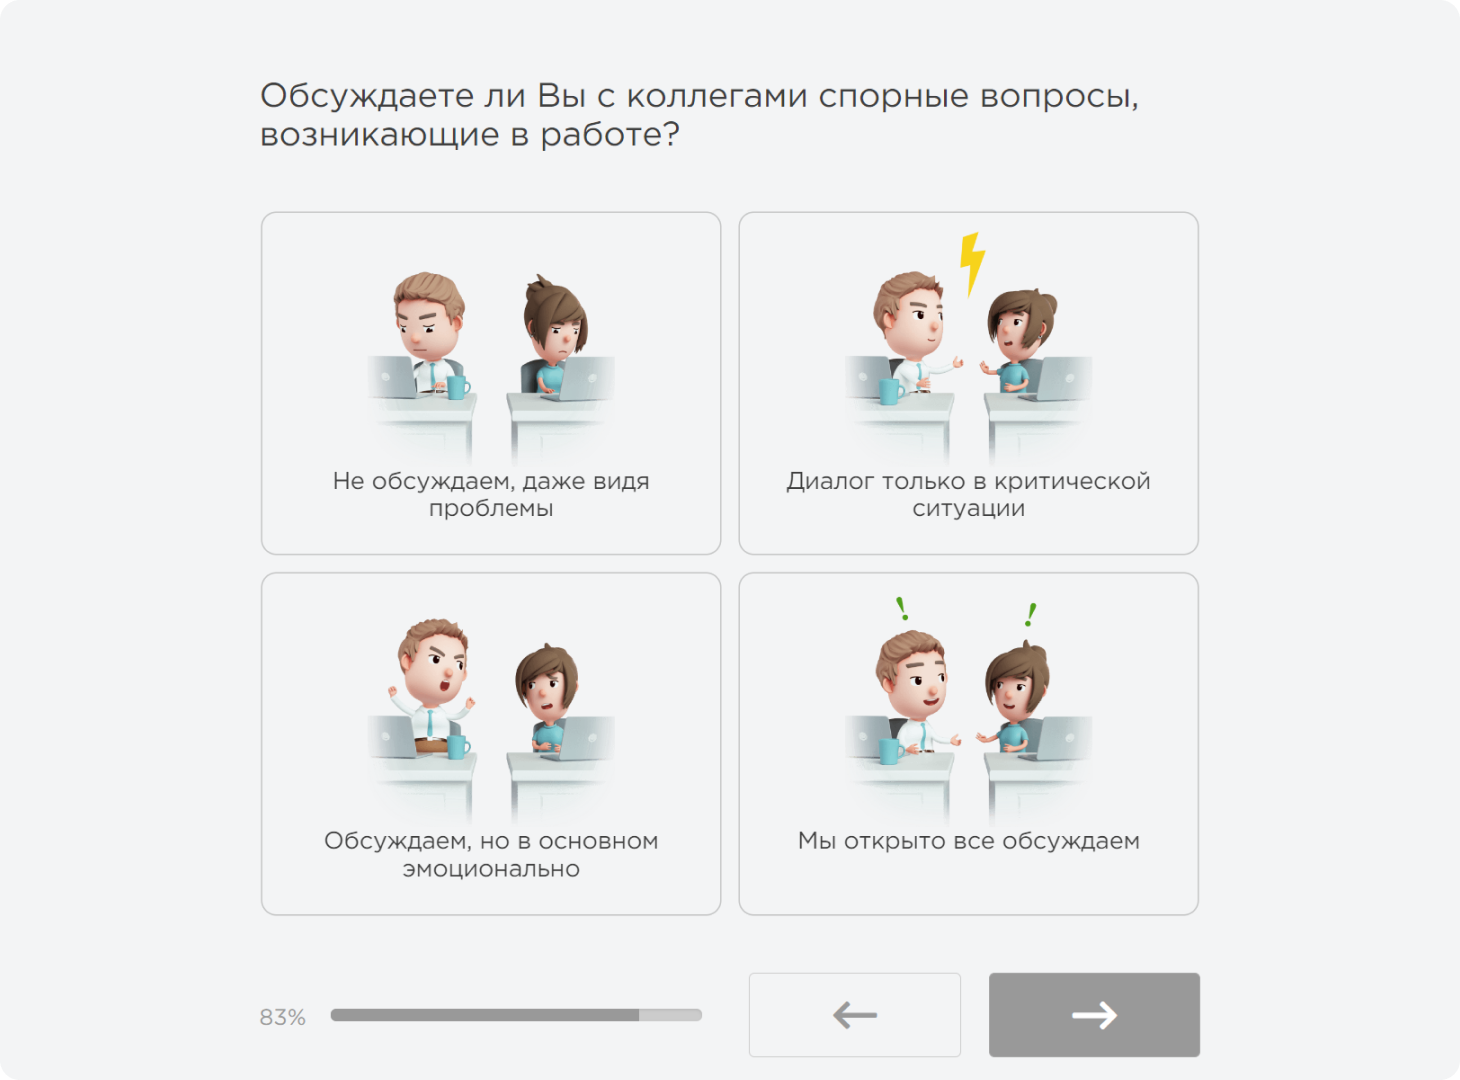 Обсуждаете ли Вы с коллегами спорные вопросы,
возникающие в работе?
Не обсуждаем, даже видя
проблемы
Диалог только в критической
ситуации
Обсуждаем, но в основном
эмоционально
Мы открыто все обсуждаем
83%